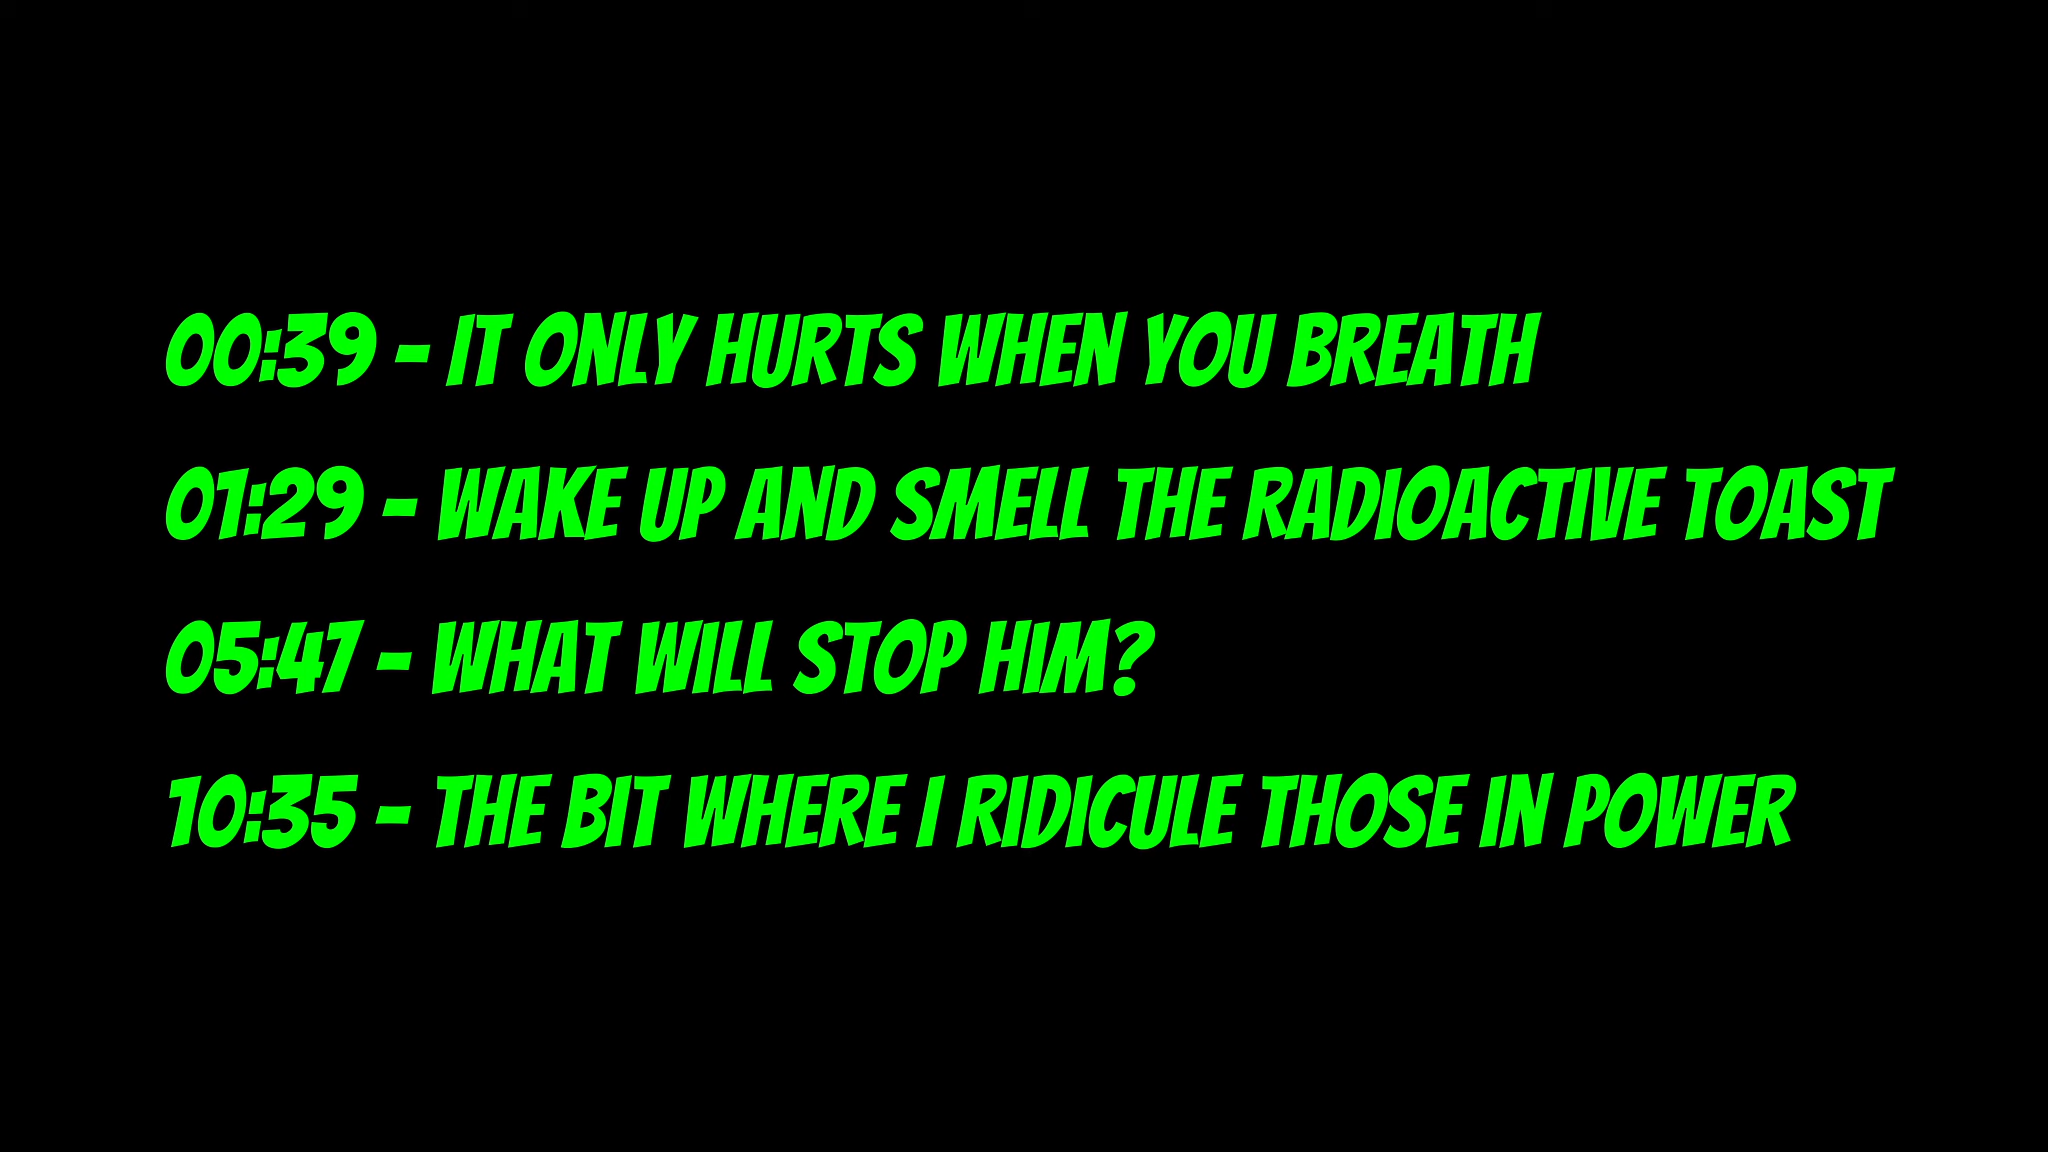 00:39 - IT ONLY HURTS WHEN YOU BREATH
01:29 - WAKE UP AND SMELL THE RADIOACTIVE TOAST
05:47 - WHAT WILL STOP HIM?
10:35 - THE BIT WHERE I RIDICULE THOSE IN POWER